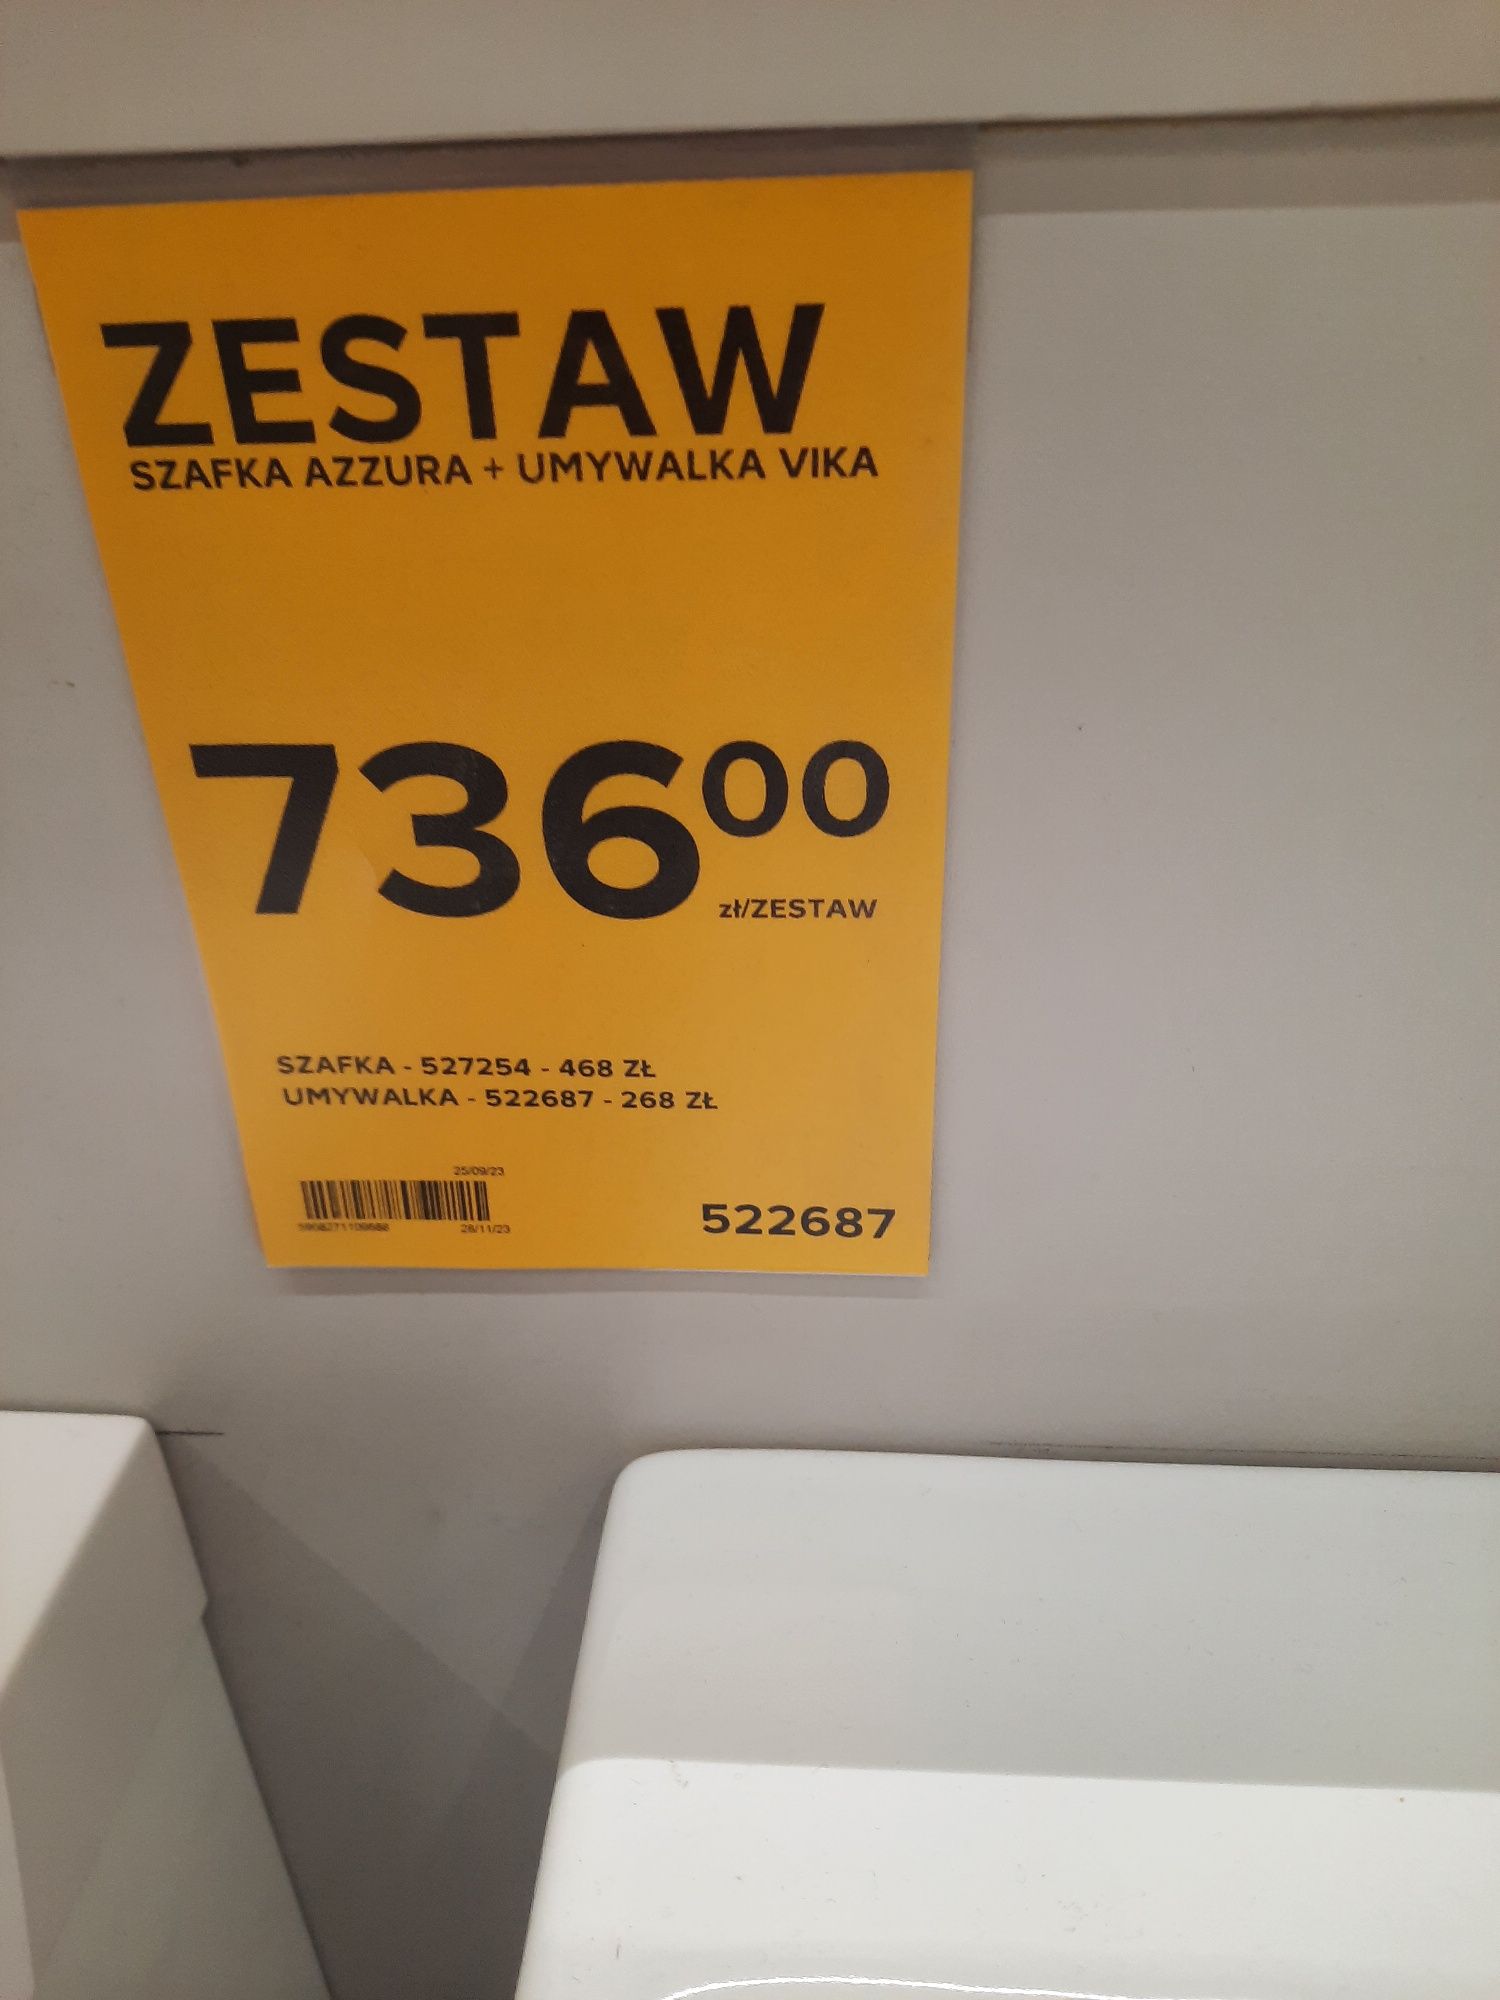 ZESTAW
SZAFKA AZZURA + UMYWALKA VIKA
736⁰⁰
zł/ZESTAW
SZAFKA - 527254 - 468 ZŁ
UMYWALKA - 522687 - 268 ZŁ
25/09/23
28/11/23
522687